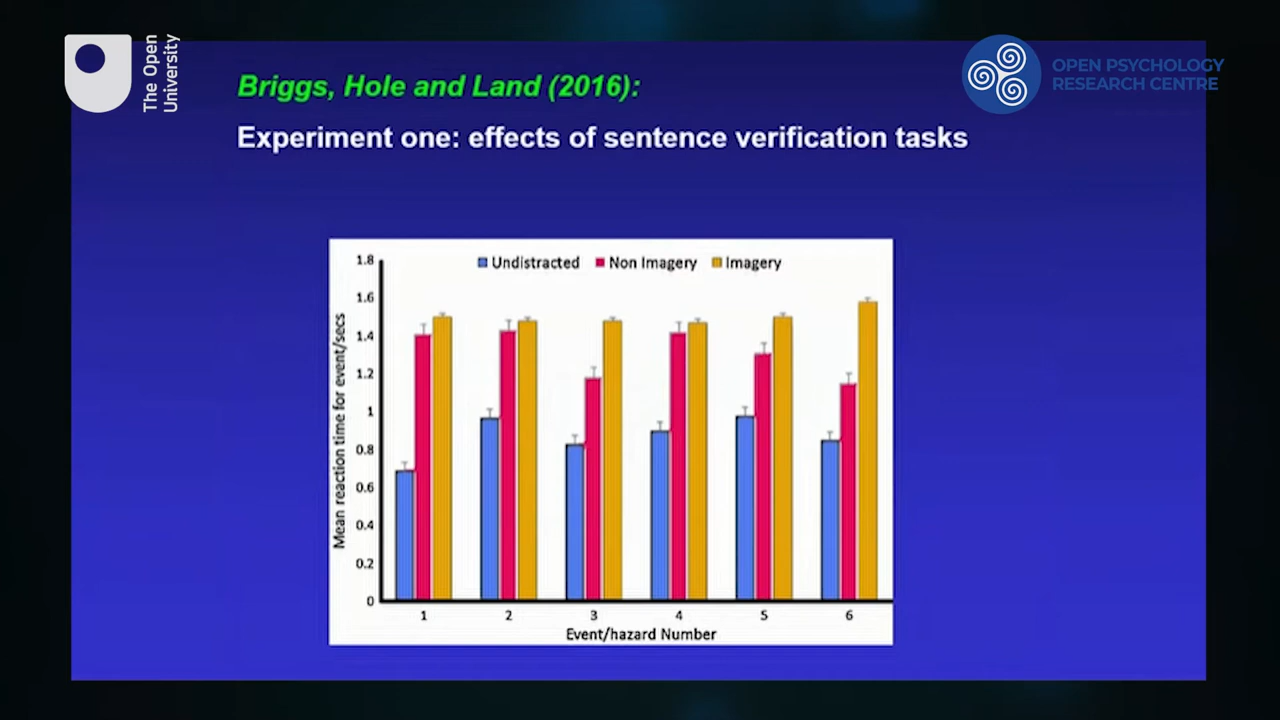 The Open
University
OPEN PSYCHOLOGY
RESEARCH CENTRE
Briggs, Hole and Land (2016):
Experiment one: effects of sentence verification tasks
Undistracted Non Imagery Imagery
Mean reaction time for event/secs
1.8
1.6
1.4
1.2
1
0.8
0.6
0.4
0.2
0
1 2 3 4 5 6
Event/hazard Number